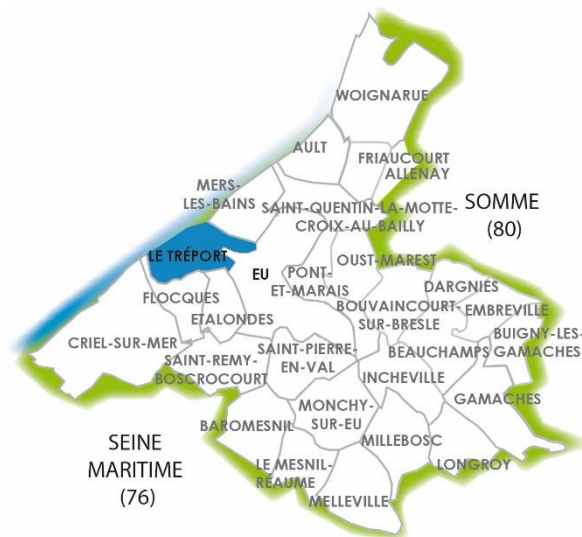 WOIGNARUE
AULT
FRIAUCOURT
ALLENAY
MERS-
LES-BAINS
SAINT-QUENTIN-LA-MOTTE-
CROIX-AU-BAILLY
SOMME
(80)
LE TRÉPORT
EU
OUST-MAREST
PONT-
ET-MARAIS
FLOCQUES
ETALONDES
DARGNIÉS
BOUVAINCOURT-
SUR-BRESLE
EMBREVILLE
CRIEL-SUR-MER
SAINT-REMY-
BOSCROCOURT
SAINT-PIERRE-
EN-VAL
BEAUCHAMPS
BUIGNY-LES-
GAMACHES
INCHEVILLE
GAMACHES
MONCHY-
SUR-EU
BAROMESNIL
MILLEBOSC
SEINE
MARITIME
(76)
LE MESNIL-
RÉAUME
LONGROY
MELLEVILLE